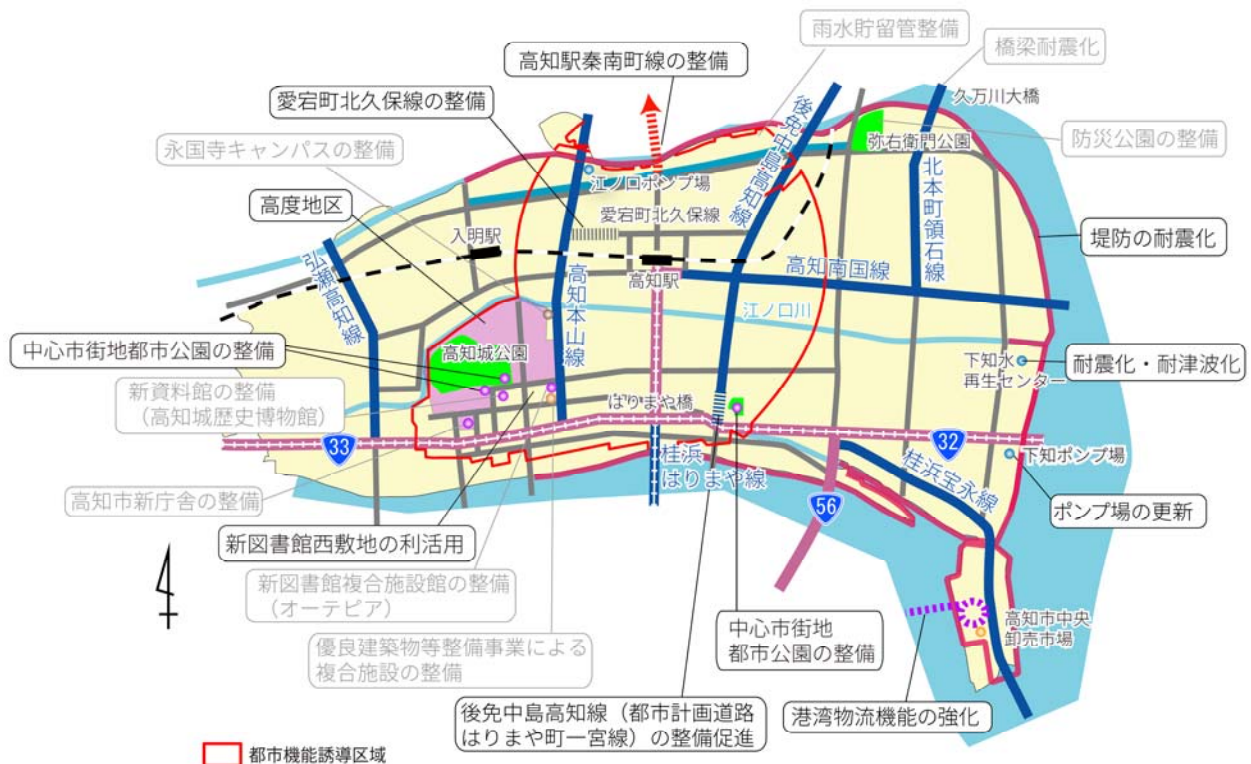 雨水貯留管整備
橋梁耐震化
高知駅秦南町線の整備
愛宕町北久保線の整備
久万川大橋
後免中島高知線
防災公園の整備
永国寺キャンパスの整備
弥右衛門公園
江ノ口ポンプ場
北本町領石線
高度地区
愛宕町北久保線
入明駅
堤防の耐震化
弘瀬高知線
高知本山線
高知駅
高知南国線
江ノ口川
中心市街地都市公園の整備
高知城公園
下知水
再生センター
耐震化・耐津波化
新資料館の整備
（高知城歴史博物館）
はりまや橋
33
32
桂浜
はりまや線
桂浜宝永線
下知ポンプ場
高知市新庁舎の整備
56
ポンプ場の更新
新図書館西敷地の利活用
新図書館複合施設館の整備
（オーテピア）
優良建築物等整備事業による
複合施設の整備
中心市街地
都市公園の整備
高知市中央
卸売市場
後免中島高知線（都市計画道路
はりまや町一宮線）の整備促進
港湾物流機能の強化
都市機能誘導区域